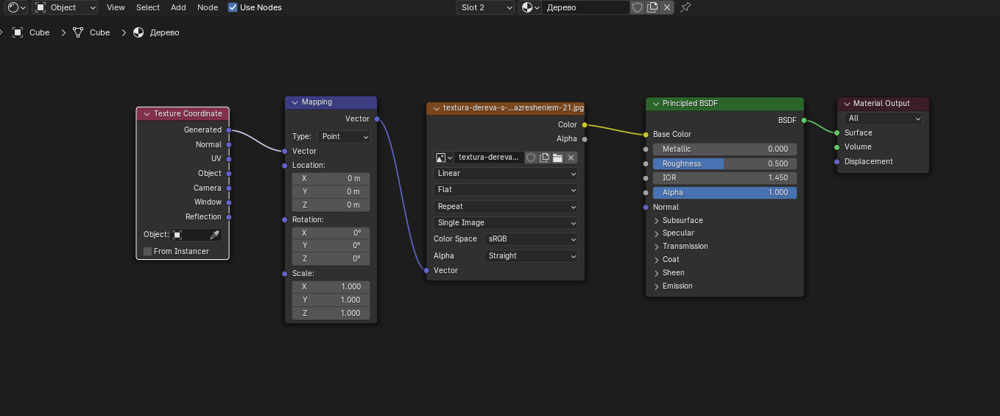 Object View Select Add Node Use Nodes Slot 2 Дерево
Cube Cube Дерево
Texture Coordinate
Generated
Normal
UV
Object
Camera
Window
Reflection
Object:
From Instancer
Mapping
Vector
Type: Point
Vector
Location:
X 0 m
Y 0 m
Z 0 m
Rotation:
X 0°
Y 0°
Z 0°
Scale:
X 1.000
Y 1.000
Z 1.000
textura-dereva-s-...azresheniem-21.jpg
Color
Alpha
textura-dereva...
Linear
Flat
Repeat
Single Image
Color Space sRGB
Alpha Straight
Vector
Principled BSDF
BSDF
Base Color
Metallic 0.000
Roughness 0.500
IOR 1.450
Alpha 1.000
Normal
Subsurface
Specular
Transmission
Coat
Sheen
Emission
Material Output
All
Surface
Volume
Displacement